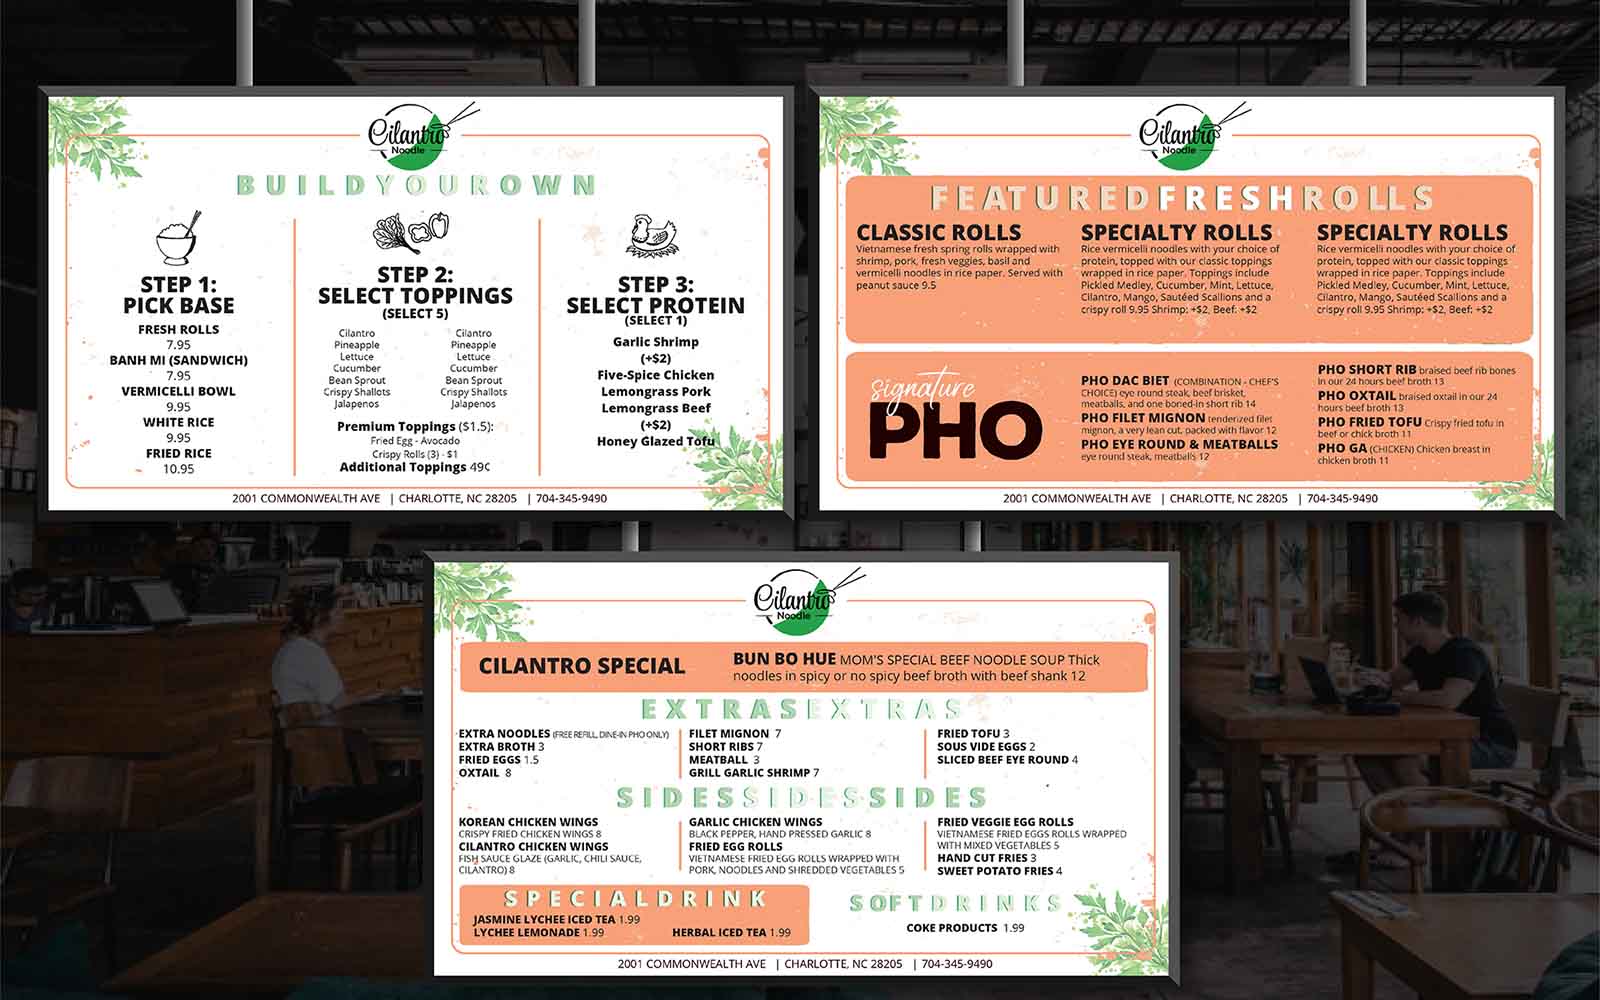 Cilantro
Noodle
BUILDYOUROWN
STEP 1:
PICK BASE
FRESH ROLLS
7.95
BANH MI (SANDWICH)
7.95
VERMICELLI BOWL
9.95
WHITE RICE
9.95
FRIED RICE
10.95
STEP 2:
SELECT TOPPINGS
(SELECT 5)
Cilantro Cilantro
Pineapple Pineapple
Lettuce Lettuce
Cucumber Cucumber
Bean Sprout Bean Sprout
Crispy Shallots Crispy Shallots
Jalapenos Jalapenos
Premium Toppings ($1.5):
Fried Egg - Avocado
Crispy Rolls (3) - $1
Additional Toppings 49¢
STEP 3:
SELECT PROTEIN
(SELECT 1)
Garlic Shrimp
(+$2)
Five-Spice Chicken
Lemongrass Pork
Lemongrass Beef
(+$2)
Honey Glazed Tofu
2001 COMMONWEALTH AVE | CHARLOTTE, NC 28205 | 704-345-9490
Cilantro
Noodle
FEATUREDFRESHROLLS
CLASSIC ROLLS
Vietnamese fresh spring rolls wrapped with
shrimp, pork, fresh veggies, basil and
vermicelli noodles in rice paper. Served with
peanut sauce 9.5
SPECIALTY ROLLS
Rice vermicelli noodles with your choice of
protein, topped with our classic toppings
wrapped in rice paper. Toppings include
Pickled Medley, Cucumber, Mint, Lettuce,
Cilantro, Mango, Sautéed Scallions and a
crispy roll 9.95 Shrimp: +$2, Beef: +$2
SPECIALTY ROLLS
Rice vermicelli noodles with your choice of
protein, topped with our classic toppings
wrapped in rice paper. Toppings include
Pickled Medley, Cucumber, Mint, Lettuce,
Cilantro, Mango, Sautéed Scallions and a
crispy roll 9.95 Shrimp: +$2, Beef: +$2
signature
PHO
PHO DAC BIET (COMBINATION - CHEF'S
CHOICE) eye round steak, beef brisket,
meatballs, and one boned-in short rib 14
PHO FILET MIGNON tenderized filet
mignon, a very lean cut, packed with flavor 12
PHO EYE ROUND & MEATBALLS
eye round steak, meatballs 12
PHO SHORT RIB braised beef rib bones
in our 24 hours beef broth 13
PHO OXTAIL braised oxtail in our 24
hours beef broth 13
PHO FRIED TOFU Crispy fried tofu in
beef or chick broth 11
PHO GA (CHICKEN) Chicken breast in
chicken broth 11
2001 COMMONWEALTH AVE | CHARLOTTE, NC 28205 | 704-345-9490
Cilantro
Noodle
CILANTRO SPECIAL
BUN BO HUE MOM'S SPECIAL BEEF NOODLE SOUP Thick
noodles in spicy or no spicy beef broth with beef shank 12
EXTRASEXTRAS
EXTRA NOODLES (FREE REFILL, DINE-IN PHO ONLY)
EXTRA BROTH 3
FRIED EGGS 1.5
OXTAIL 8
FILET MIGNON 7
SHORT RIBS 7
MEATBALL 3
GRILL GARLIC SHRIMP 7
FRIED TOFU 3
SOUS VIDE EGGS 2
SLICED BEEF EYE ROUND 4
SIDESSIDESSIDES
KOREAN CHICKEN WINGS
CRISPY FRIED CHICKEN WINGS 8
CILANTRO CHICKEN WINGS
FISH SAUCE GLAZE (GARLIC, CHILI SAUCE,
CILANTRO) 8
GARLIC CHICKEN WINGS
BLACK PEPPER, HAND PRESSED GARLIC 8
FRIED EGG ROLLS
VIETNAMESE FRIED EGG ROLLS WRAPPED WITH
PORK, NOODLES AND SHREDDED VEGETABLES 5
FRIED VEGGIE EGG ROLLS
VIETNAMESE FRIED EGGS ROLLS WRAPPED
WITH MIXED VEGETABLES 5
HAND CUT FRIES 3
SWEET POTATO FRIES 4
SPECIALDRINK
JASMINE LYCHEE ICED TEA 1.99
LYCHEE LEMONADE 1.99 HERBAL ICED TEA 1.99
SOFTDRINKS
COKE PRODUCTS 1.99
2001 COMMONWEALTH AVE | CHARLOTTE, NC 28205 | 704-345-9490